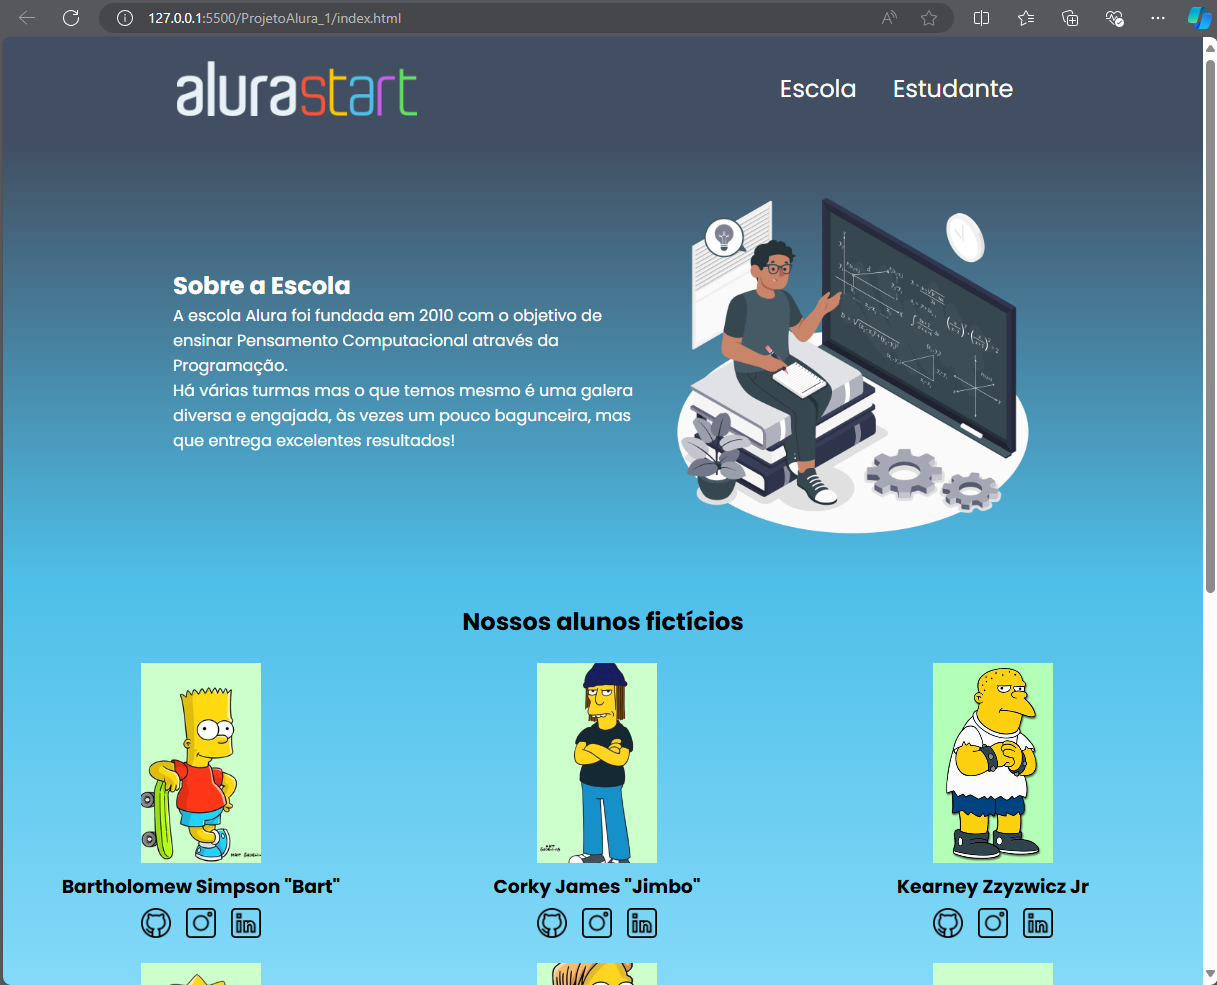 127.0.0.1:5500/ProjetoAlura_1/index.html
alurastart
Escola
Estudante
Sobre a Escola
A escola Alura foi fundada em 2010 com o objetivo de
ensinar Pensamento Computacional através da
Programação.
Há várias turmas mas o que temos mesmo é uma galera
diversa e engajada, às vezes um pouco bagunceira, mas
que entrega excelentes resultados!
Nossos alunos fictícios
Bartholomew Simpson "Bart"
Corky James "Jimbo"
Kearney Zzyzwicz Jr